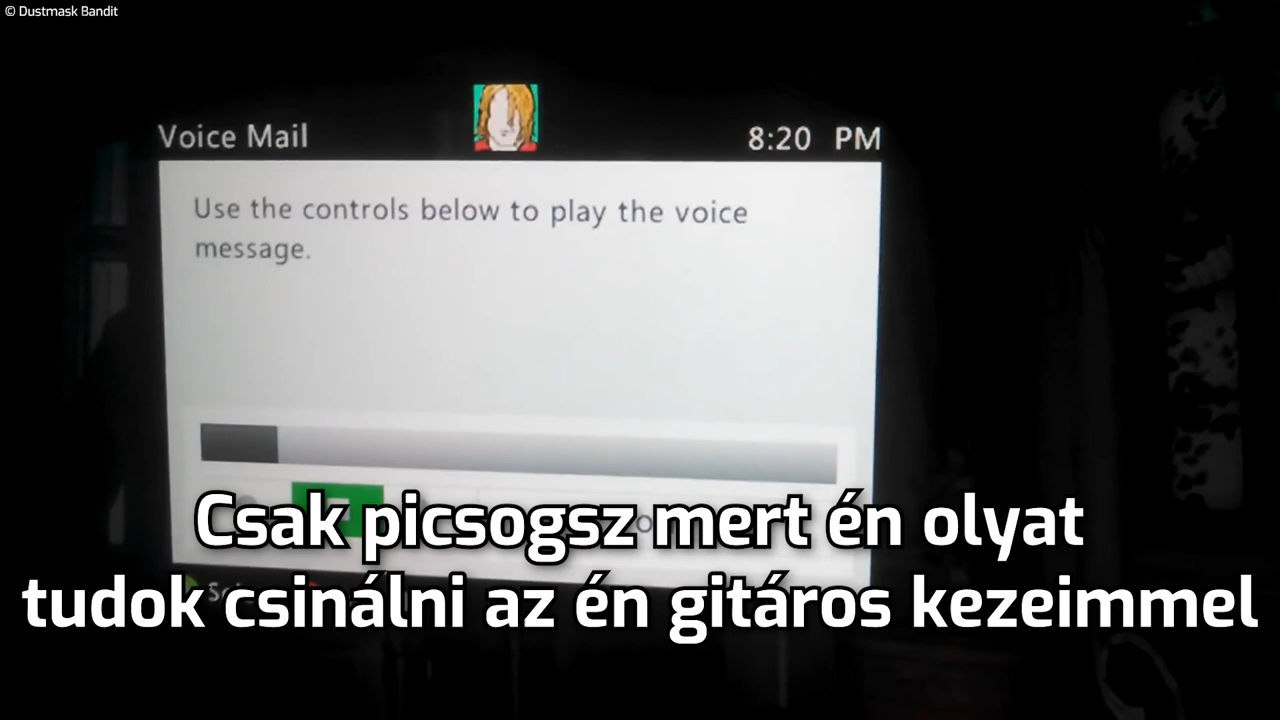 © Dustmask Bandit
Voice Mail
8:20 PM
Use the controls below to play the voice
message.
Csak picsogsz mert én olyat
tudok csinálni az én gitáros kezeimmel